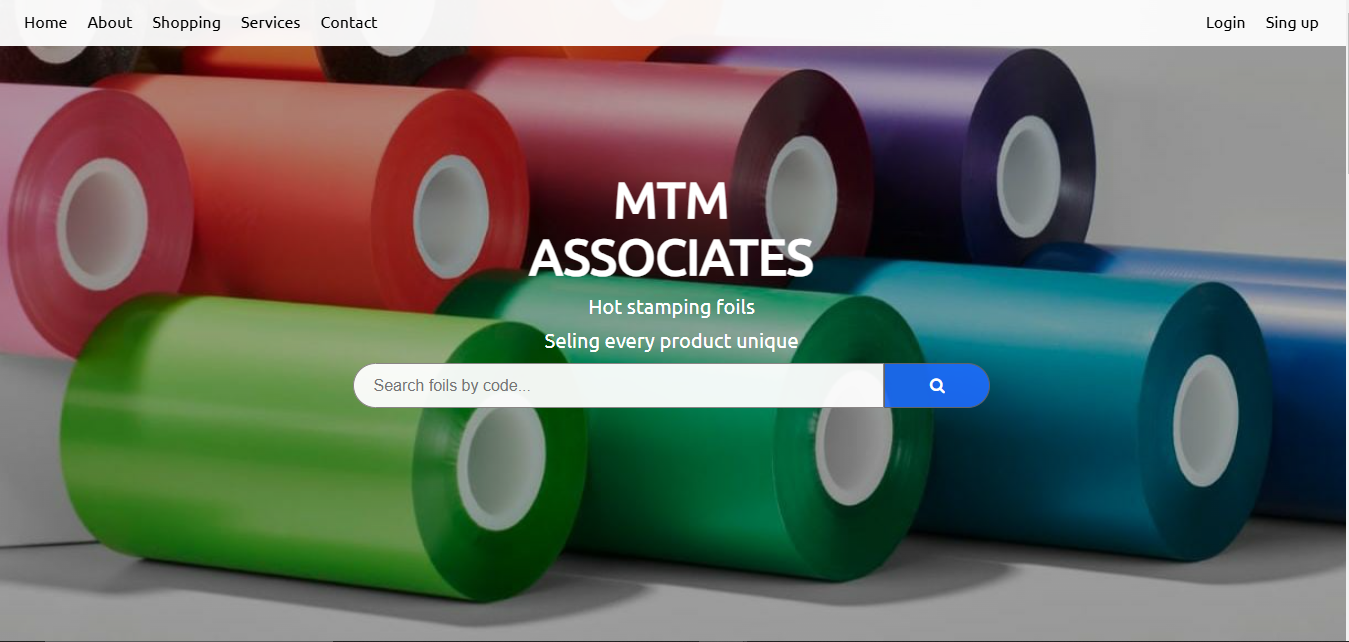 Home About Shopping Services Contact Login Sing up
MTM
ASSOCIATES
Hot stamping foils
Seling every product unique
Search foils by code...